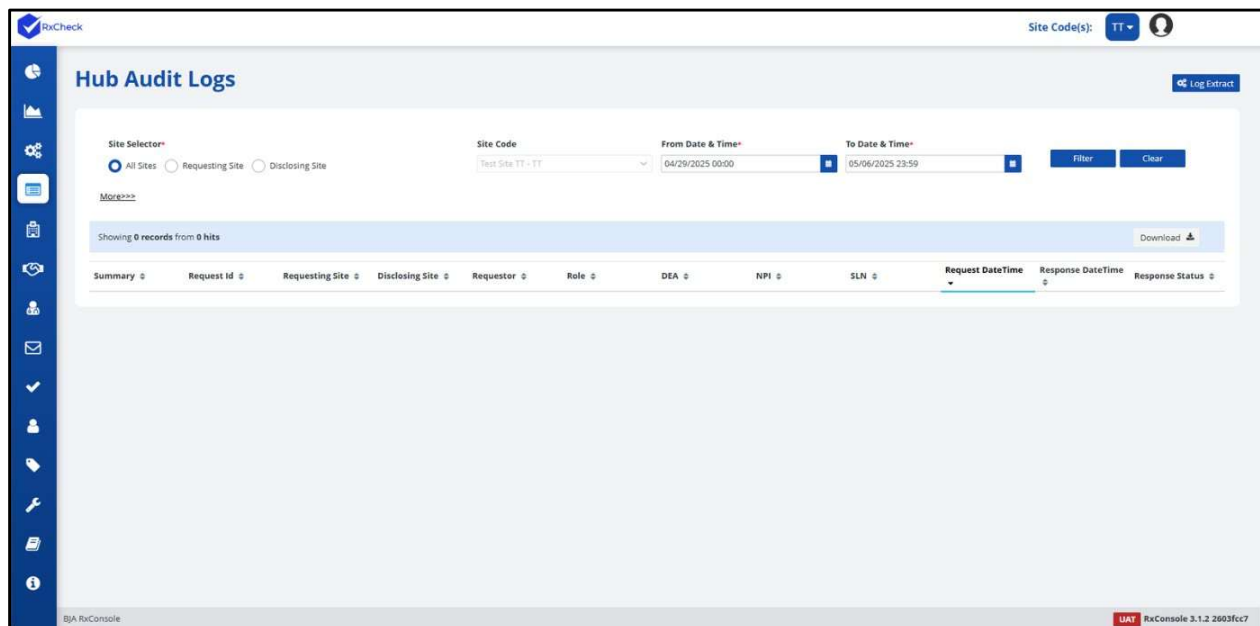 RxCheck
Site Code(s): TT
Hub Audit Logs
Log Extract
Site Selector* Site Code From Date & Time* To Date & Time*
All Sites Requesting Site Disclosing Site Test Site TT - TT 04/29/2025 00:00 05/06/2025 23:59 Filter Clear
More>>>
Showing 0 records from 0 hits Download
Summary Request Id Requesting Site Disclosing Site Requestor Role DEA NPI SLN Request DateTime Response DateTime Response Status
BJA RxConsole UAT RxConsole 3.1.2 2603fcc7